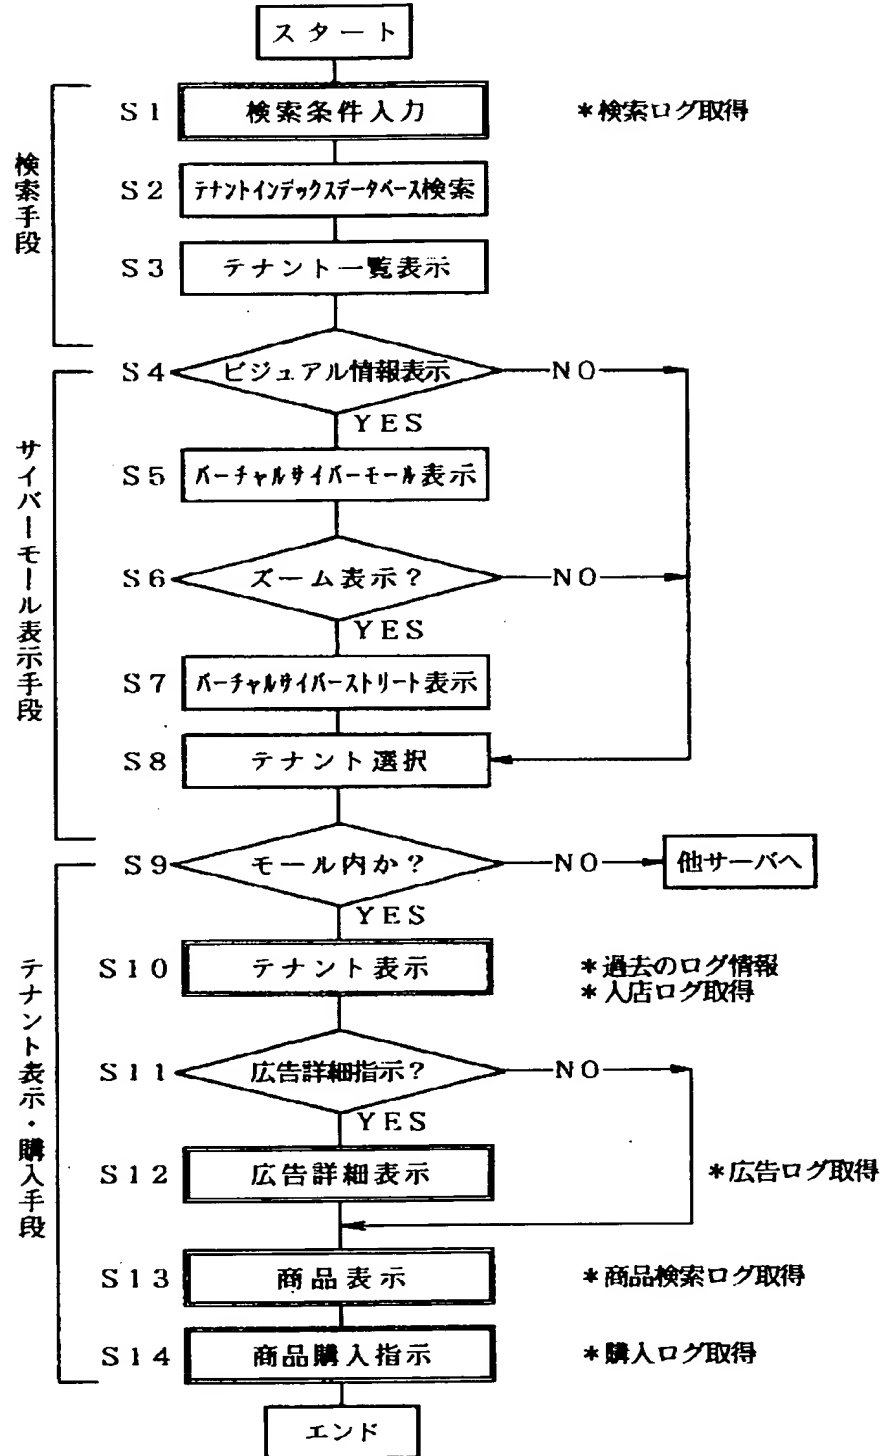 スタート
検索手段
S1 検索条件入力 *検索ログ取得
S2 テナントインデックスデータベース検索
S3 テナント一覧表示
サイバーモール表示手段
S4 ビジュアル情報表示 NO
YES
S5 バーチャルサイバーモール表示
S6 ズーム表示? NO
YES
S7 バーチャルサイバーストリート表示
S8 テナント選択
テナント表示・購入手段
S9 モール内か? NO 他サーバへ
YES
S10 テナント表示 *過去のログ情報
*入店ログ取得
S11 広告詳細指示? NO
YES
S12 広告詳細表示 *広告ログ取得
S13 商品表示 *商品検索ログ取得
S14 商品購入指示 *購入ログ取得
エンド